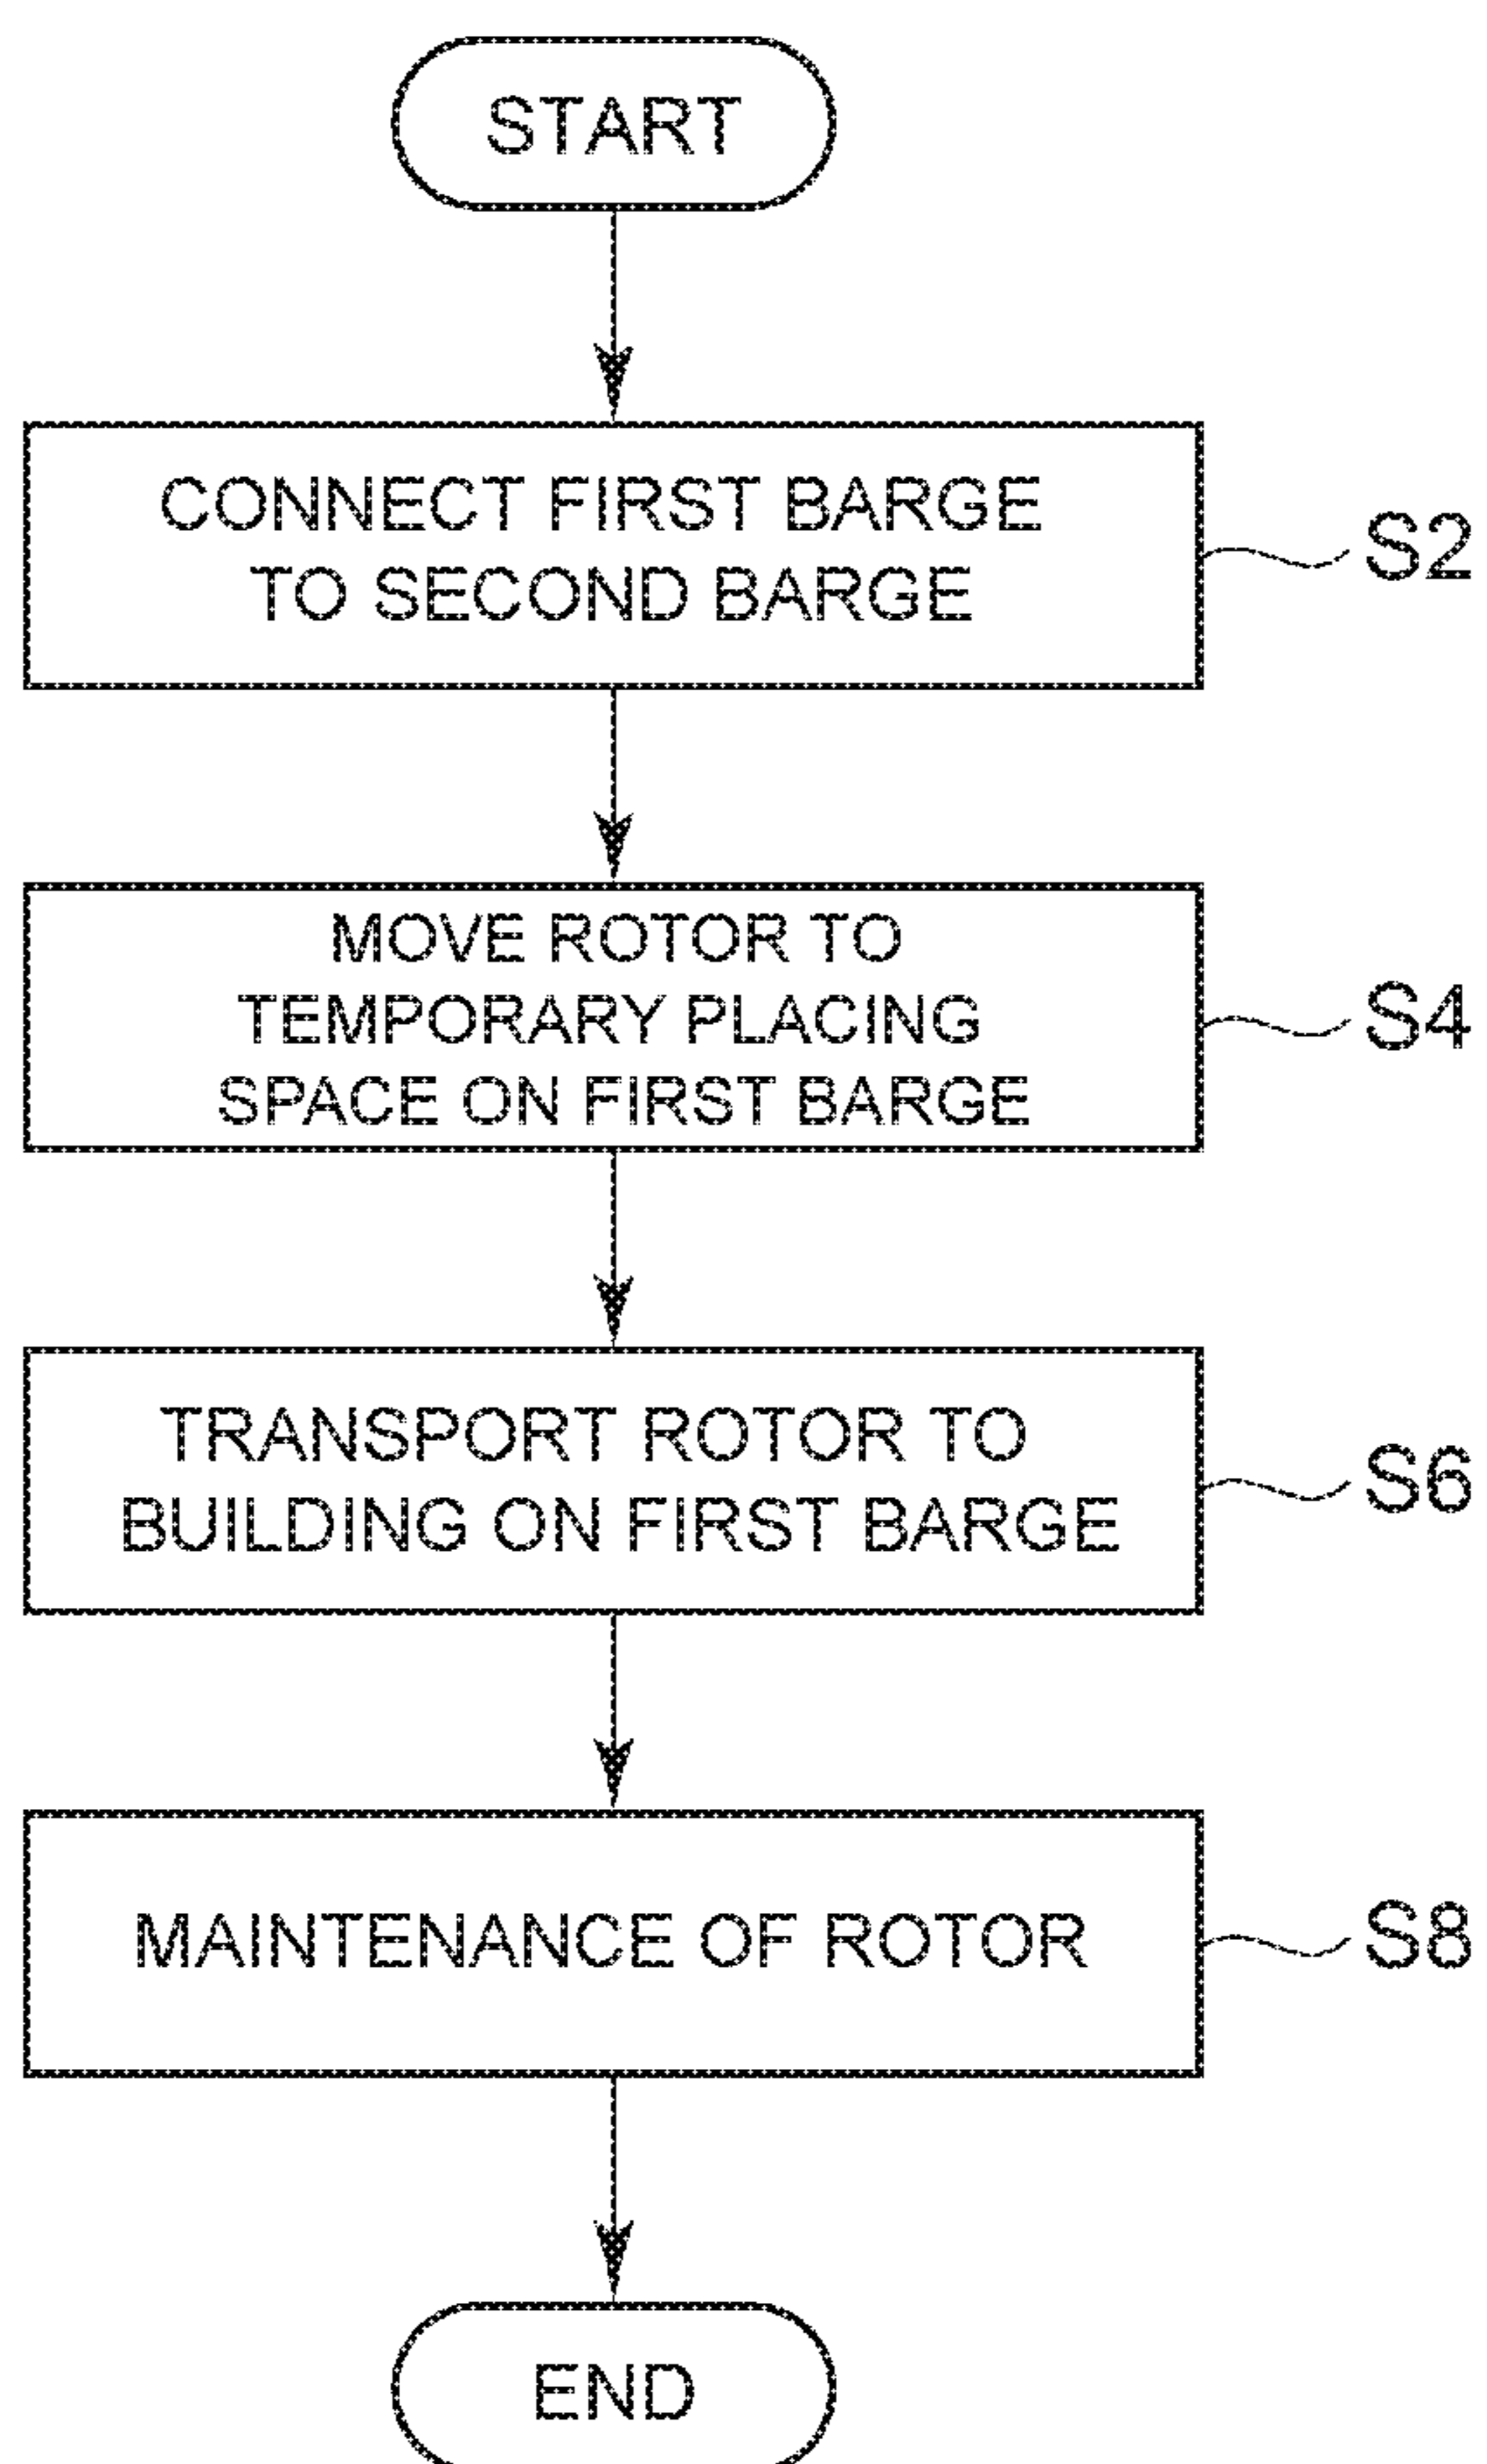 START
CONNECT FIRST BARGE
TO SECOND BARGE
S2
MOVE ROTOR TO
TEMPORARY PLACING
SPACE ON FIRST BARGE
S4
TRANSPORT ROTOR TO
BUILDING ON FIRST BARGE
S6
MAINTENANCE OF ROTOR
S8
END